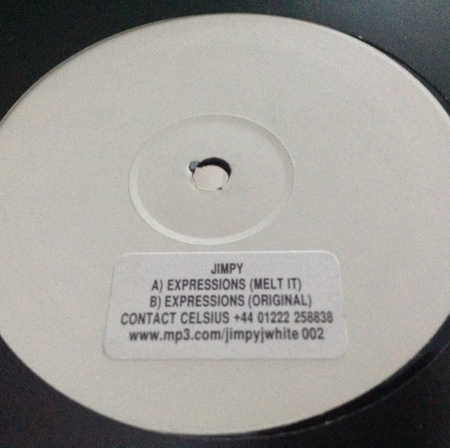 JIMPY
A) EXPRESSIONS (MELT IT)
B) EXPRESSIONS (ORIGINAL)
CONTACT CELSIUS +44 01222 258838
www.mp3.com/jimpyjwhite 002